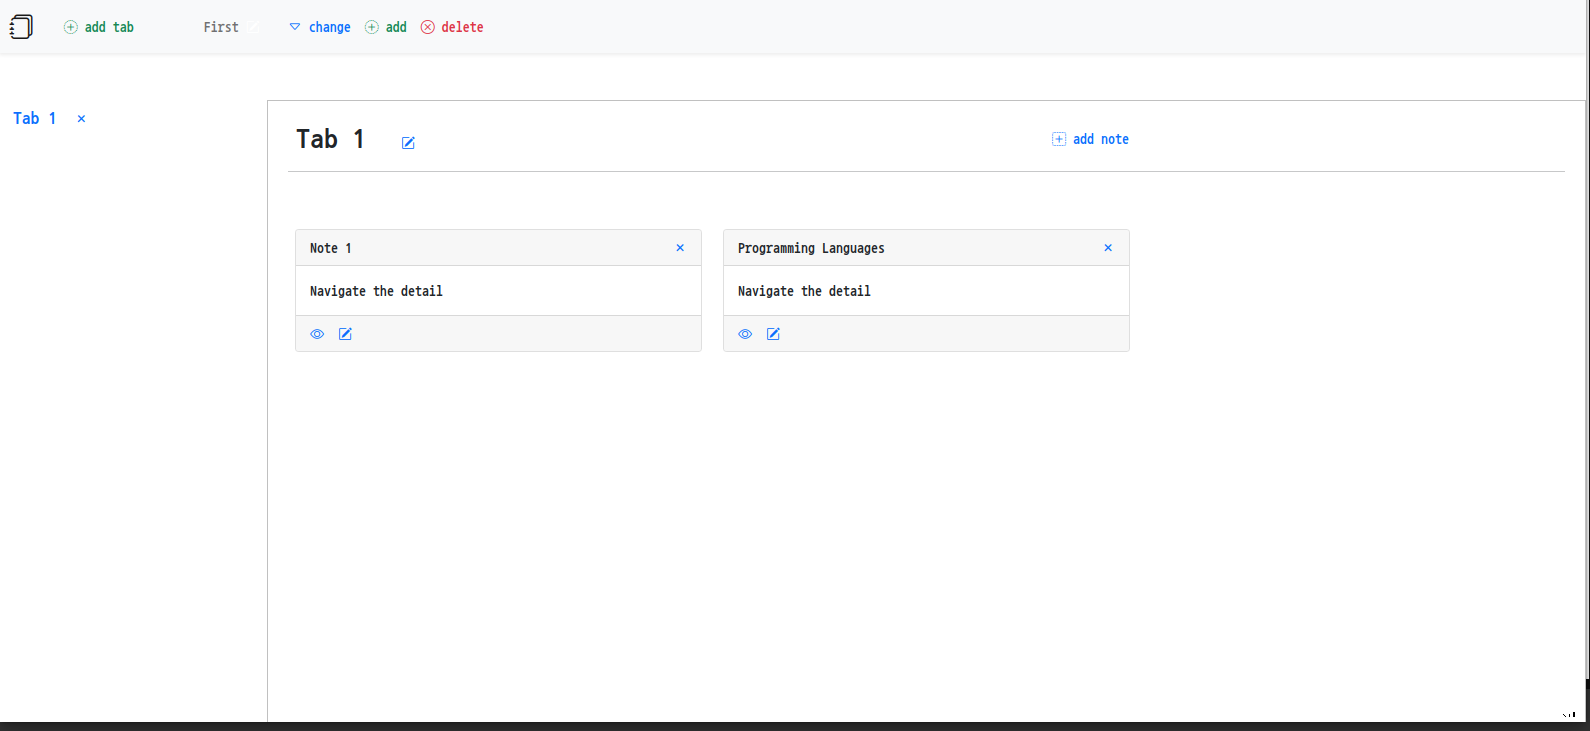 add tab First change add delete
Tab 1 ×
Tab 1 add note
Note 1 × Programming Languages ×
Navigate the detail Navigate the detail